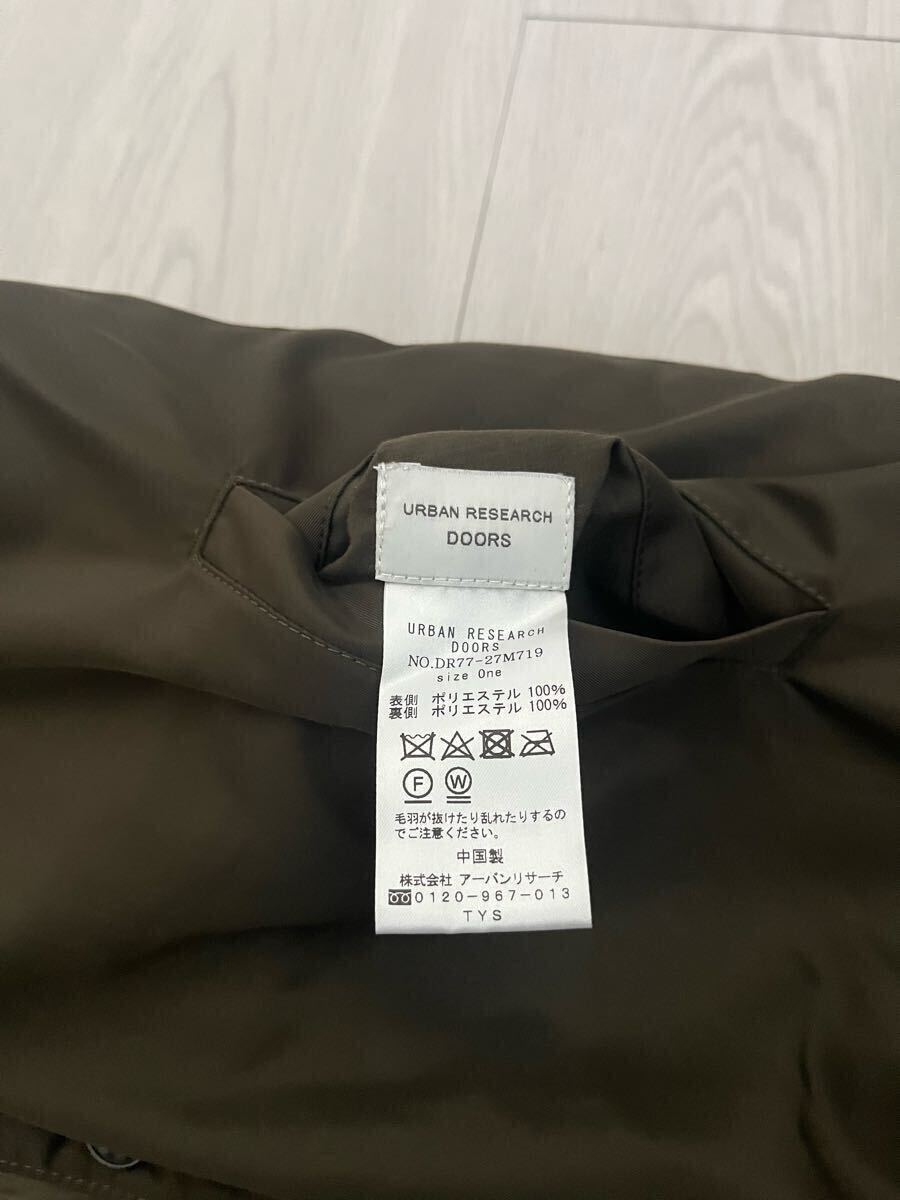 URBAN RESEARCH
DOORS
URBAN RESEARCH
DOORS
NO.DR77-27M719
size One
表側 ポリエステル 100%
裏側 ポリエステル 100%
F W
毛羽が抜けたり乱れたりするの
でご注意ください。
中国製
株式会社 アーバンリサーチ
0120-967-013
TYS